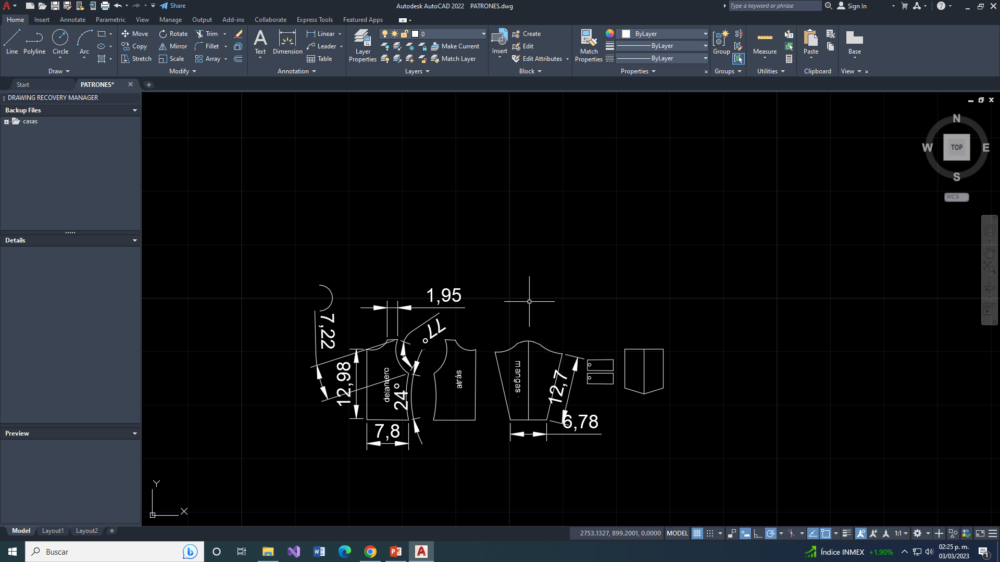 Share
Autodesk AutoCAD 2022 PATRONES.dwg
Type a keyword or phrase
Sign In
Home Insert Annotate Parametric View Manage Output Add-ins Collaborate Express Tools Featured Apps
Line Polyline Circle Arc
Draw
Move Rotate Trim
Copy Mirror Fillet
Stretch Scale Array
Modify
Text Dimension
Linear
Leader
Table
Annotation
Layer Properties
0
Make Current
Match Layer
Layers
Insert
Create
Edit
Edit Attributes
Block
Match Properties
ByLayer
ByLayer
ByLayer
Properties
Group
Groups
Measure
Utilities
Paste
Clipboard
Base
View
Start PATRONES*
DRAWING RECOVERY MANAGER
Backup Files
casas
Details
Preview
N
W TOP E
S
WCS
1,95
7,22
77°
12,98
delantero
24°
7,8
atrás
mangas .
12,7
6,78
Y
X
Model Layout1 Layout2
2753.1327, 899.2001, 0.0000 MODEL 1:1
Buscar
Índice INMEX +1.90%
02:25 p. m.
03/03/2023
1